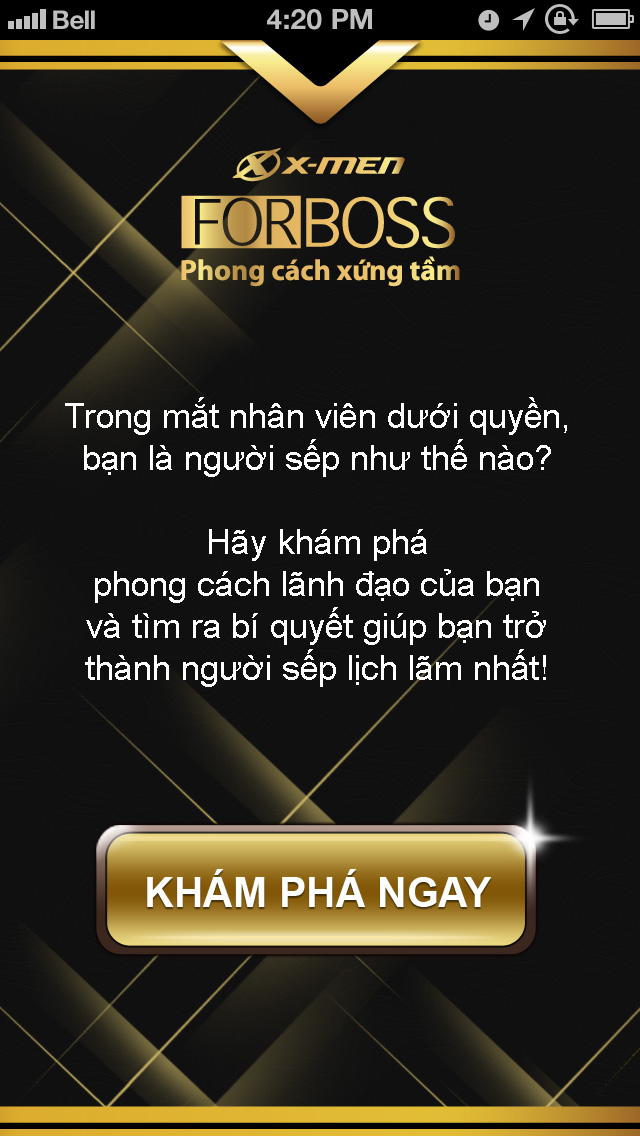 Bell 4:20 PM
X-MEN
FORBOSS
Phong cách xứng tầm
Trong mắt nhân viên dưới quyền,
bạn là người sếp như thế nào?
Hãy khám phá
phong cách lãnh đạo của bạn
và tìm ra bí quyết giúp bạn trở
thành người sếp lịch lãm nhất!
KHÁM PHÁ NGAY